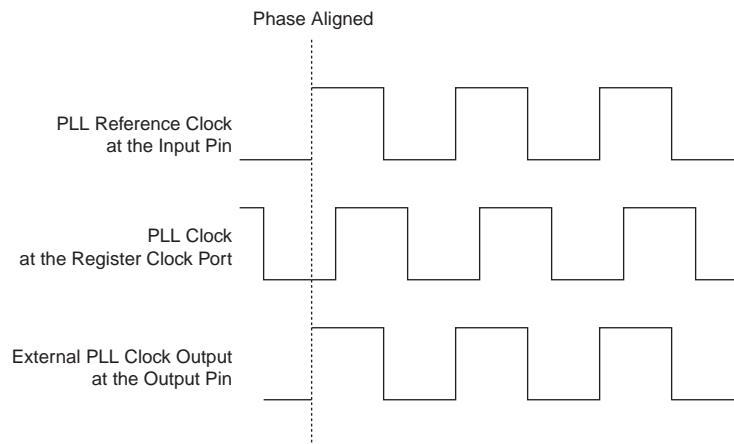 Phase Aligned
PLL Reference Clock
at the Input Pin
PLL Clock
at the Register Clock Port
External PLL Clock Output
at the Output Pin